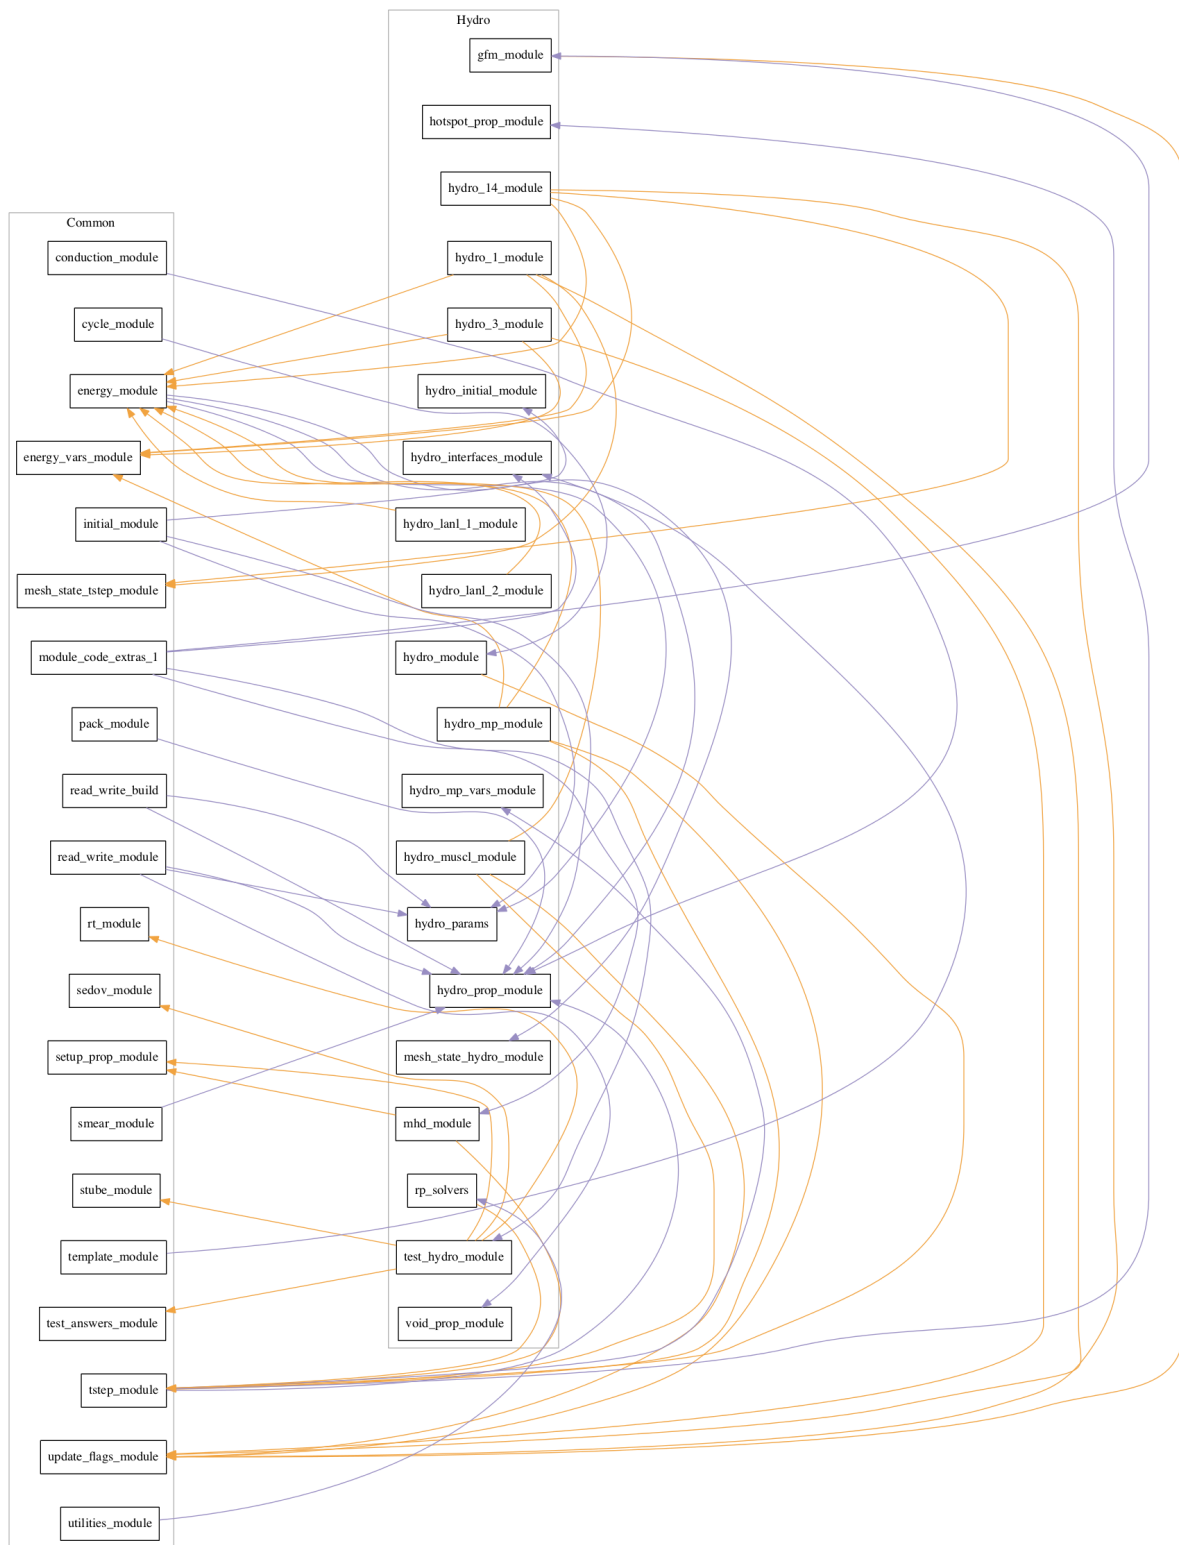 Hydro
gfm_module
hotspot_prop_module
hydro_14_module
Common
conduction_module
hydro_1_module
cycle_module
hydro_3_module
energy_module
hydro_initial_module
energy_vars_module
hydro_interfaces_module
initial_module
hydro_lanl_1_module
mesh_state_tstep_module
hydro_lanl_2_module
module_code_extras_1
hydro_module
pack_module
hydro_mp_module
read_write_build
hydro_mp_vars_module
read_write_module
hydro_muscl_module
rt_module
hydro_params
sedov_module
hydro_prop_module
setup_prop_module
mesh_state_hydro_module
smear_module
mhd_module
stube_module
rp_solvers
template_module
test_hydro_module
test_answers_module
void_prop_module
tstep_module
update_flags_module
utilities_module